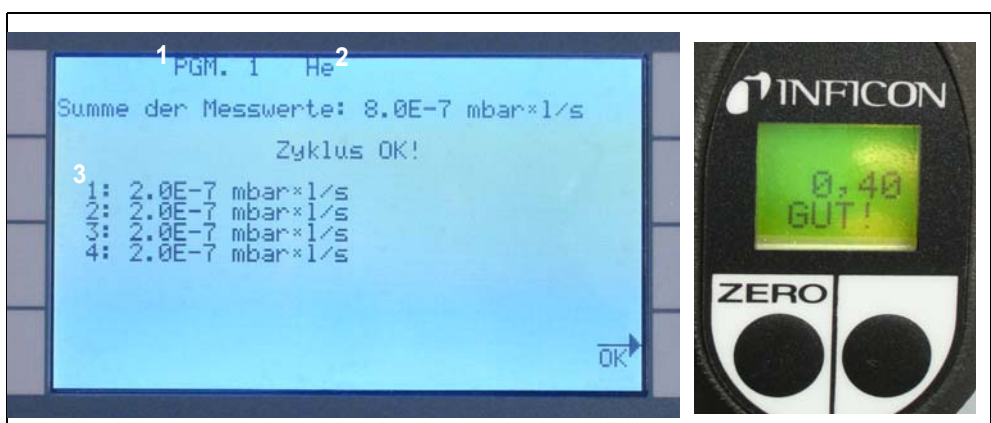 1 PGM. 1 He 2
Summe der Messwerte: 8.0E-7 mbar×l/s
Zyklus OK!
3
1: 2.0E-7 mbar×l/s
2: 2.0E-7 mbar×l/s
3: 2.0E-7 mbar×l/s
4: 2.0E-7 mbar×l/s
OK
INFICON
0,40
GUT!
ZERO